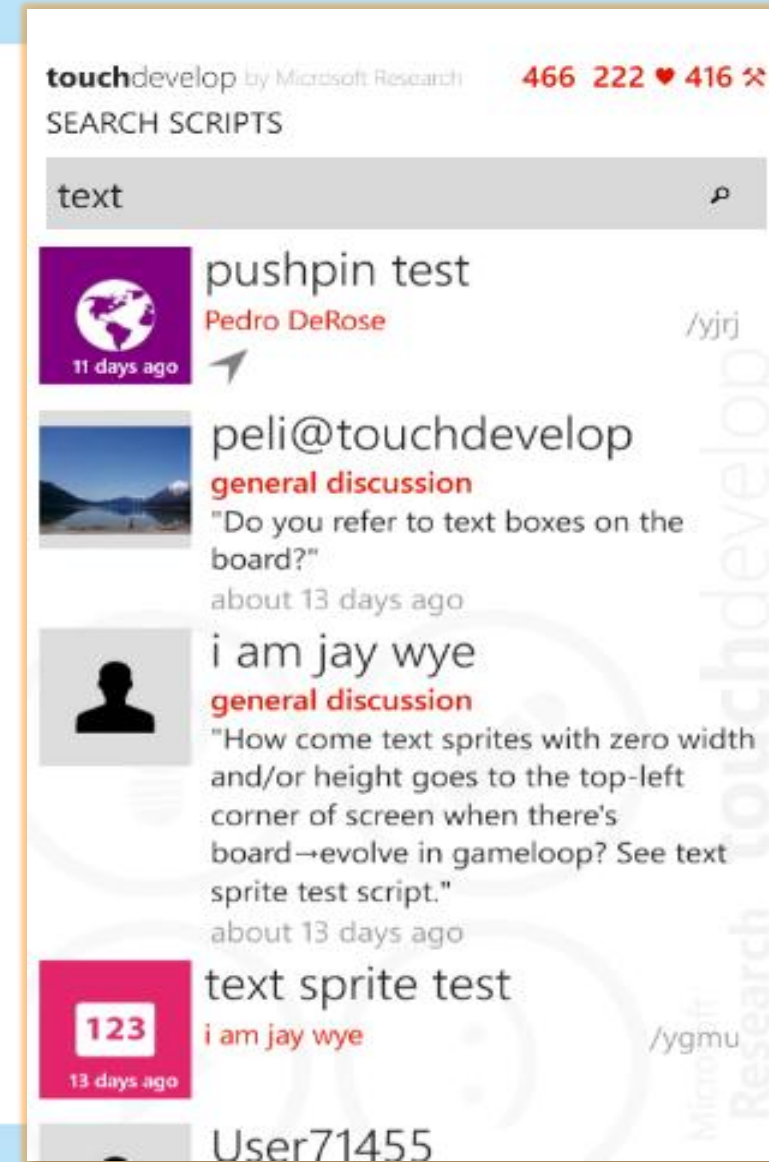 touchdevelop by Microsoft Research 466 222 ♥ 416
SEARCH SCRIPTS
text
pushpin test
Pedro DeRose /yjrj
11 days ago
peli@touchdevelop
general discussion
"Do you refer to text boxes on the
board?"
about 13 days ago
i am jay wye
general discussion
"How come text sprites with zero width
and/or height goes to the top-left
corner of screen when there's
board→evolve in gameloop? See text
sprite test script."
about 13 days ago
text sprite test
123
i am jay wye /ygmu
13 days ago
User71455
touchdevelop
Microsoft
Research